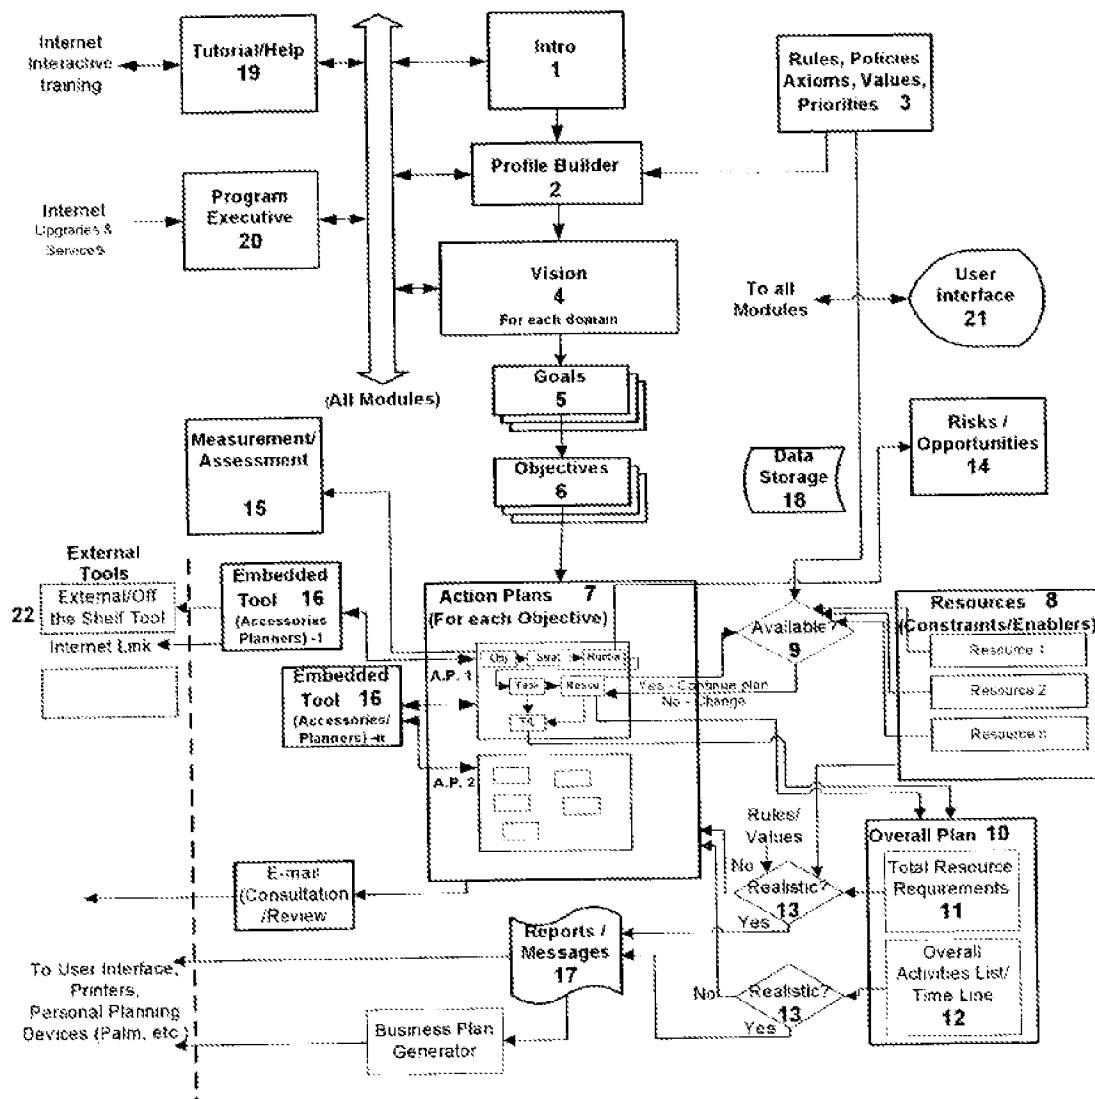 Internet
Interactive
training
Tutorial/Help
19
Intro
1
Rules, Policies
Axioms, Values,
Priorities 3
Profile Builder
2
Internet
Upgrades &
Services
Program
Executive
20
Vision
4
For each domain
To all
Modules
User
interface
21
(All Modules)
Goals
5
Measurement/
Assessment
15
Objectives
6
Data
Storage
18
Risks /
Opportunities
14
External
Tools
22
External/Off
the Shelf Tool
Internet Link
Embedded
Tool 16
(Accessories
Planners) -1
Embedded
Tool 16
(Accessories/
Planners) -n
Action Plans 7
(For each Objective)
A.P. 1
Obj
Strat
Task
A.P. 2
Available?
9
Yes - Continue plan
No - Change
Resources 8
(Constraints/Enablers)
Resource 1
Resource 2
Resource n
Rules/
Values
No
Realistic?
13
Yes
Overall Plan 10
Total Resource
Requirements
11
Overall
Activities List/
Time Line
12
No
Realistic?
13
Yes
E-mail
(Consultation
/Review
Reports /
Messages
17
To User Interface,
Printers,
Personal Planning
Devices (Palm, etc.)
Business Plan
Generator